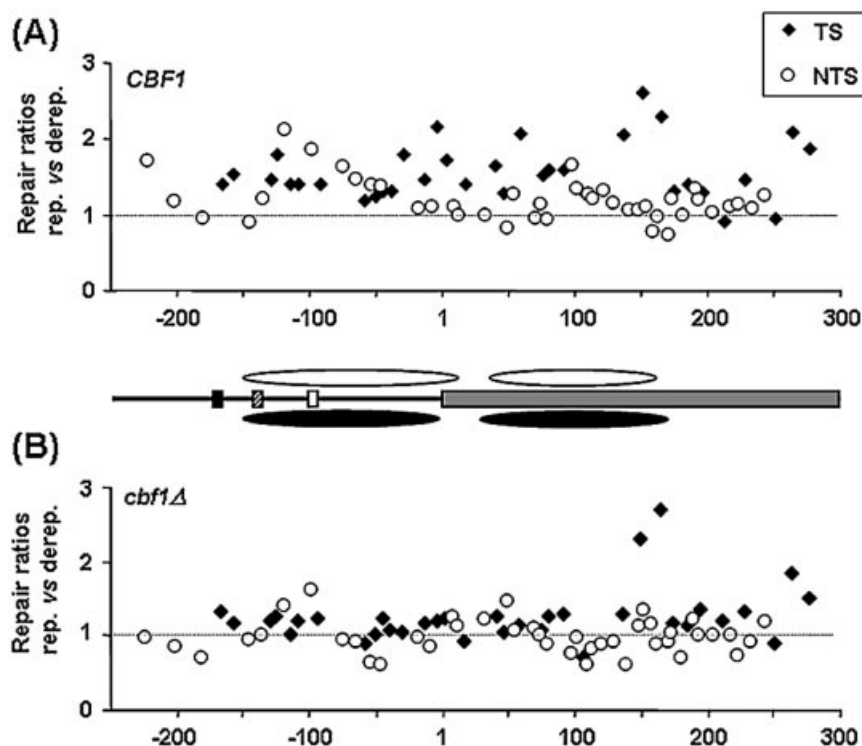 (A)
TS
NTS
CBF1
Repair ratios
rep. vs derep.
3
2
1
0
-200 -100 1 100 200 300
(B)
cbf1Δ
Repair ratios
rep. vs derep.
3
2
1
0
-200 -100 1 100 200 300